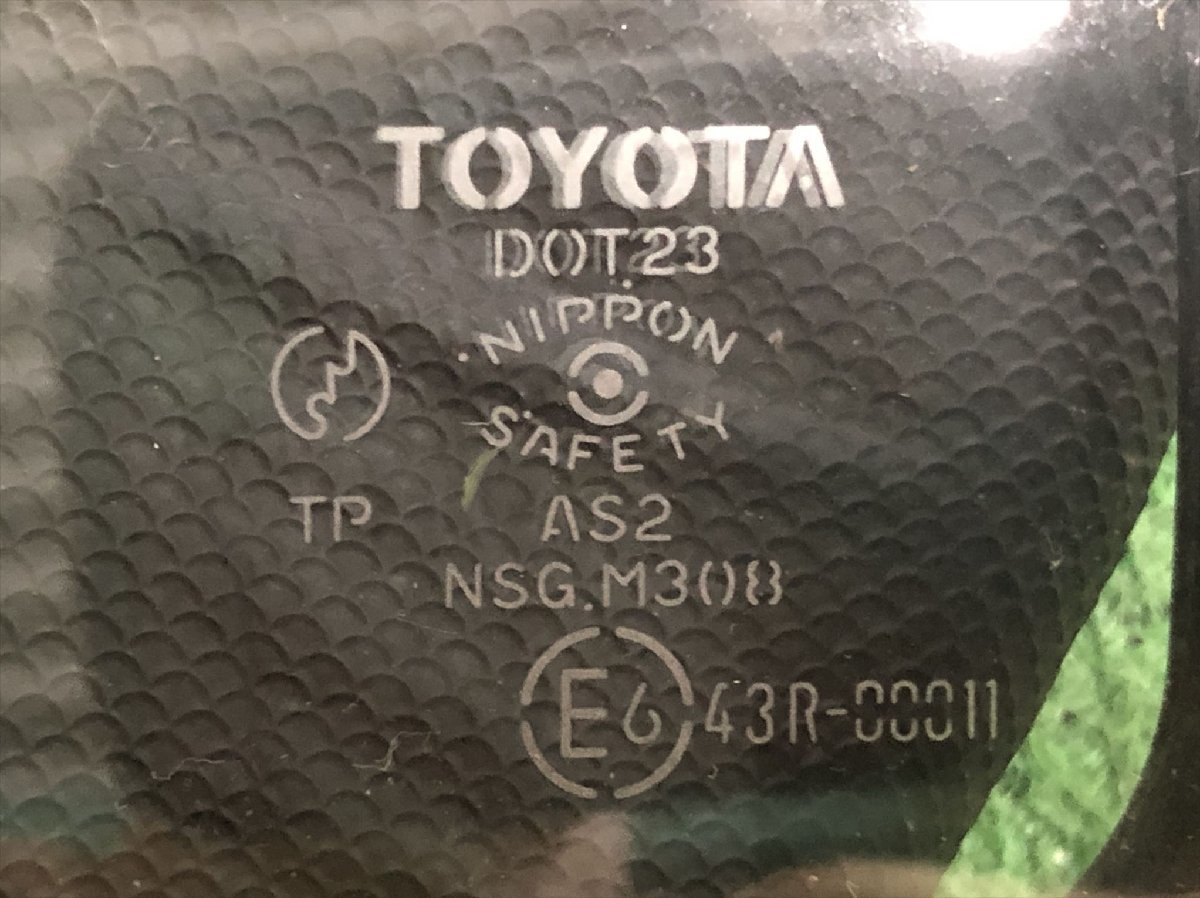 TOYOTA
DOT23
NIPPON
SAFETY
TP AS2
NSG.M308
E6 43R-00011